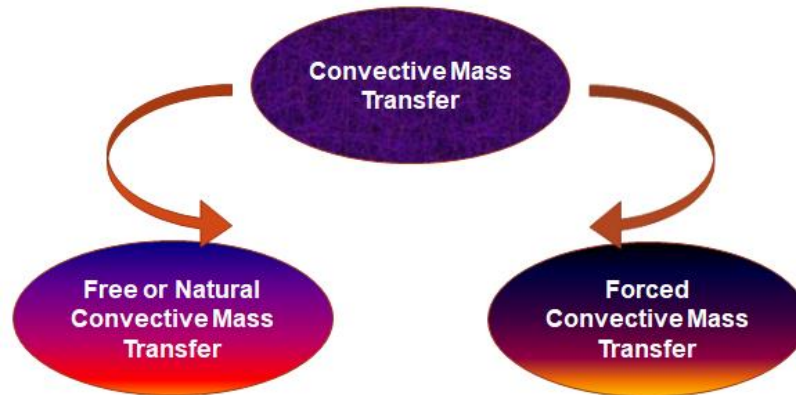 Convective Mass
Transfer
Free or Natural
Convective Mass
Transfer
Forced
Convective Mass
Transfer